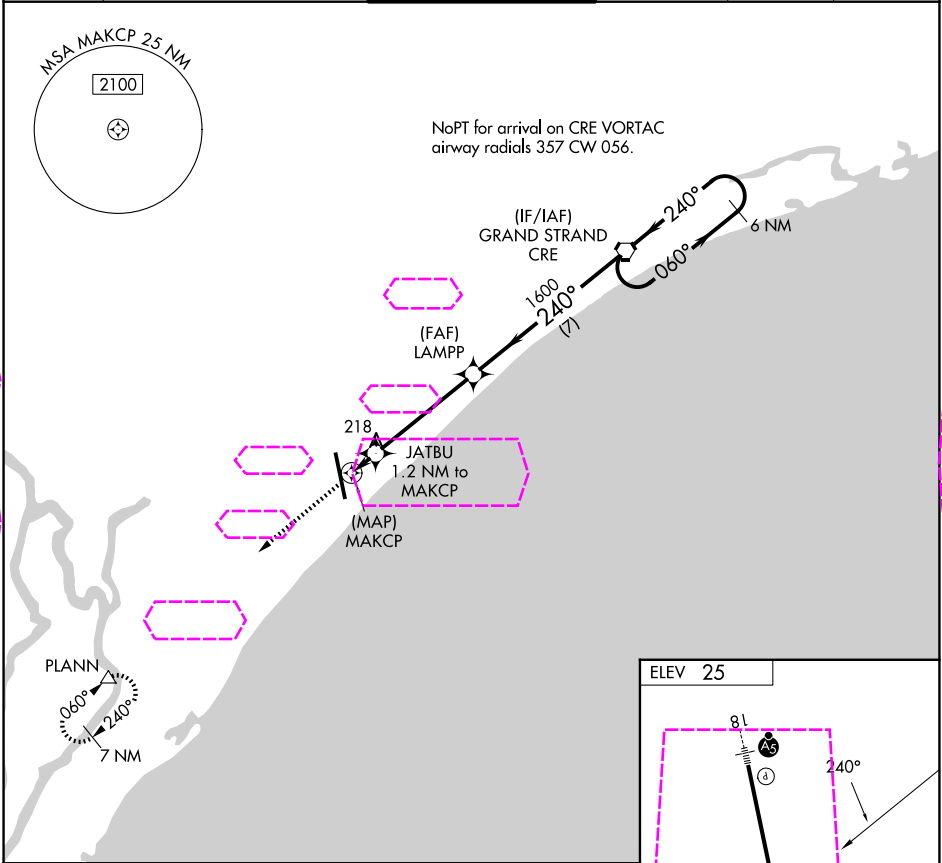 MSA MAKCP 25 NM
2100
NoPT for arrival on CRE VORTAC
airway radials 357 CW 056.
(IF/IAF)
GRAND STRAND
CRE
240°
6 NM
060°
1600
240°
(7)
(FAF)
LAMPP
218
JATBU
1.2 NM to
MAKCP
(MAP)
MAKCP
PLANN
060°
240°
7 NM
ELEV 25
18
A5
P
240°